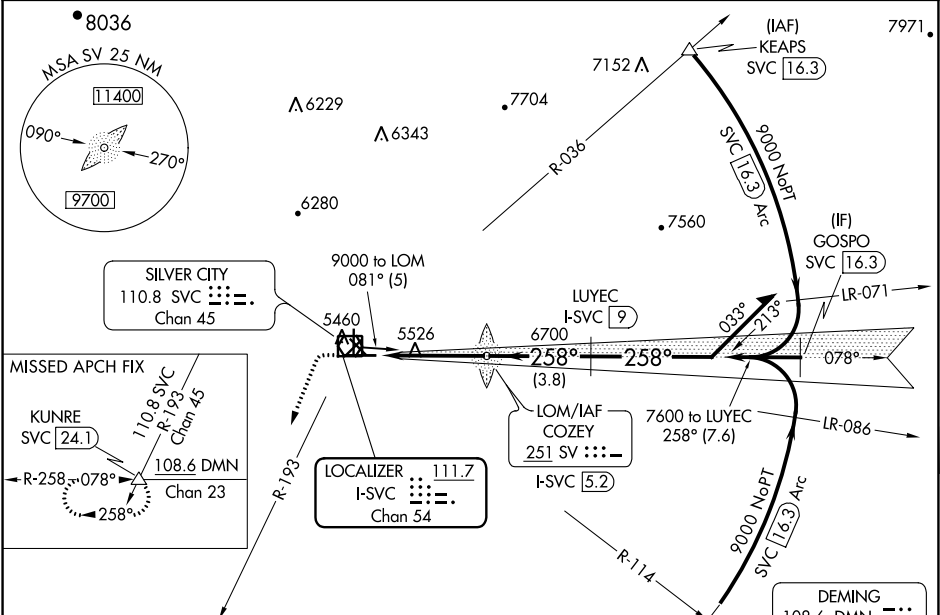 8036
MSA SV 25 NM
11400
090°
270°
9700
6229
6343
7704
7152
(IAF)
KEAPS
SVC 16.3
7971
R-036
9000 NoPT
SVC 16.3 Arc
6280
7560
(IF)
GOSPO
SVC 16.3
SILVER CITY
110.8 SVC
Chan 45
9000 to LOM
081° (5)
LUYEC
I-SVC 9
033°
213°
LR-071
5460
5526
6700
258°
(3.8)
258°
078°
MISSED APCH FIX
KUNRE
SVC 24.1
110.8 SVC
R-193
Chan 45
108.6 DMN
Chan 23
R-258
078°
258°
R-193
LOCALIZER 111.7
I-SVC
Chan 54
LOM/IAF
COZEY
251 SV
I-SVC 5.2
7600 to LUYEC
258° (7.6)
LR-086
9000 NoPT
SVC 16.3 Arc
R-114
DEMING
108.6 DMN